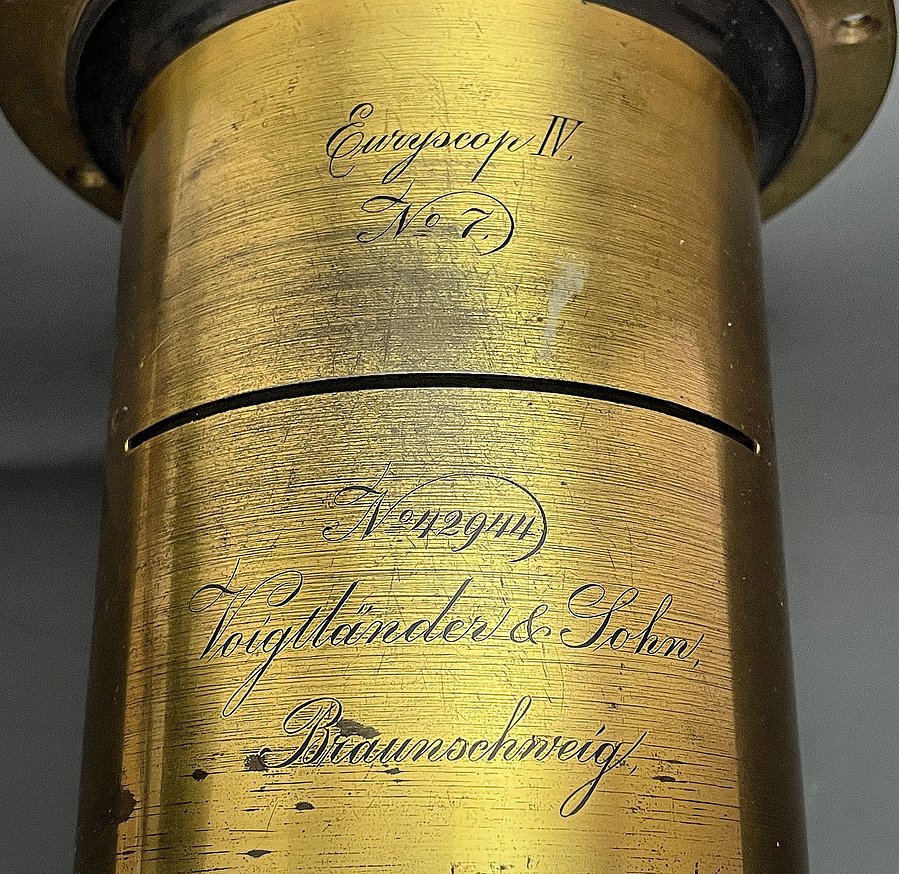 Euryscop IV.
No 7.
No 42944
Voigtländer & Sohn,
Braunschweig.